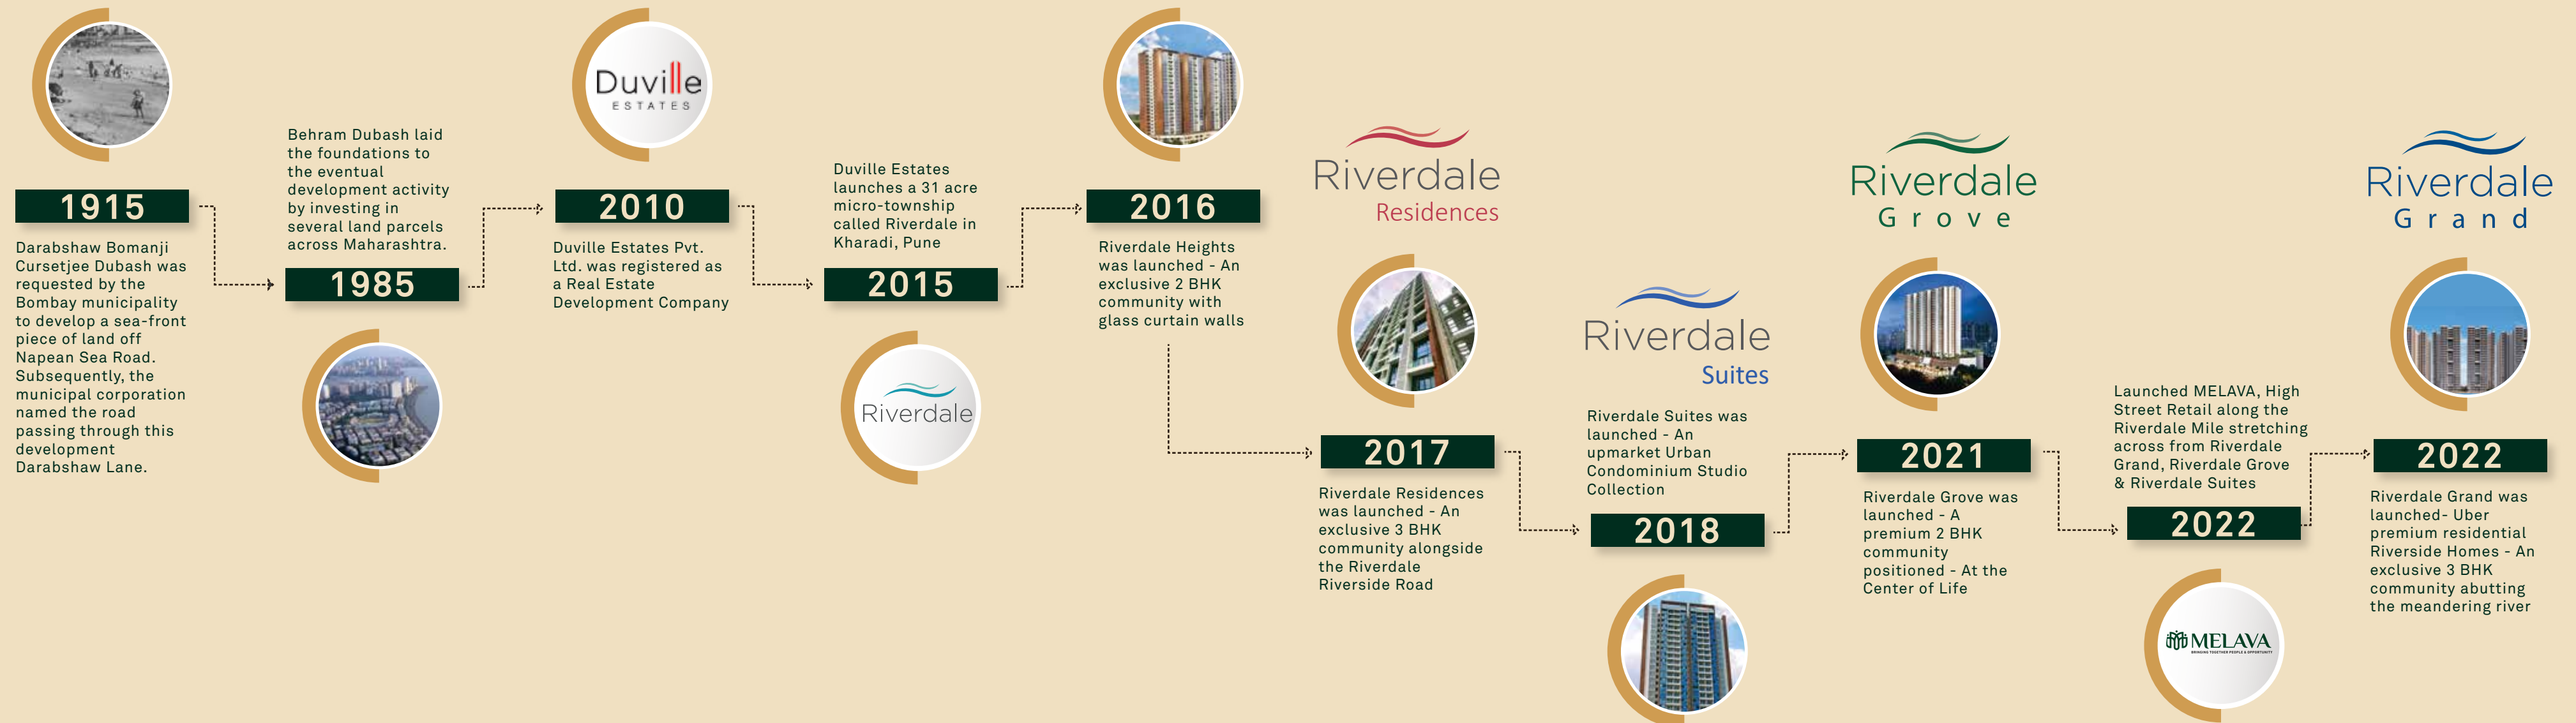 1915
Darabshaw Bomanji
Cursetjee Dubash was
requested by the
Bombay municipality
to develop a sea-front
piece of land off
Napean Sea Road.
Subsequently, the
municipal corporation
named the road
passing through this
development
Darabshaw Lane.
Behram Dubash laid
the foundations to
the eventual
development activity
by investing in
several land parcels
across Maharashtra.
1985
Duville
ESTATES
2010
Duville Estates Pvt.
Ltd. was registered as
a Real Estate
Development Company
Duville Estates
launches a 31 acre
micro-township
called Riverdale in
Kharadi, Pune
2015
Riverdale
2016
Riverdale Heights
was launched - An
exclusive 2 BHK
community with
glass curtain walls
Riverdale
Residences
2017
Riverdale Residences
was launched - An
exclusive 3 BHK
community alongside
the Riverdale
Riverside Road
Riverdale
Suites
Riverdale Suites was
launched - An
upmarket Urban
Condominium Studio
Collection
2018
Riverdale
Grove
2021
Riverdale Grove was
launched - A
premium 2 BHK
community
positioned - At the
Center of Life
Launched MELAVA, High
Street Retail along the
Riverdale Mile stretching
across from Riverdale
Grand, Riverdale Grove
& Riverdale Suites
2022
MELAVA
BRINGING TOGETHER PEOPLE & OPPORTUNITY
Riverdale
Grand
2022
Riverdale Grand was
launched- Uber
premium residential
Riverside Homes - An
exclusive 3 BHK
community abutting
the meandering river